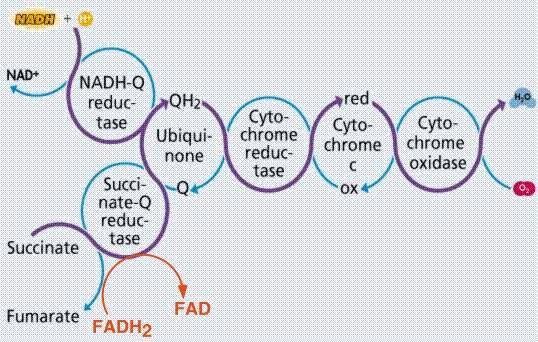 NADH + H+
NAD+
NADH-Q
reduc-
tase
QH2
Ubiqui-
none
Q
Cyto-
chrome
reduc-
tase
red
Cyto-
chrome
c
ox
Cyto-
chrome
oxidase
H2O
O2
Succi-
nate-Q
reduc-
tase
Succinate
Fumarate
FADH2
FAD